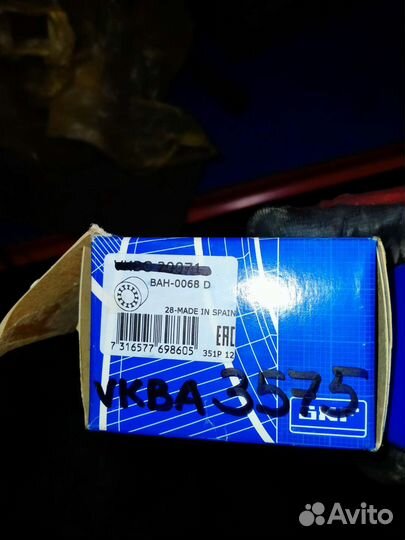 BAH-0068 D
28-MADE IN SPAIN
EAC
7 316577 698605
351P 12
VKBA 3575
SKF
Avito